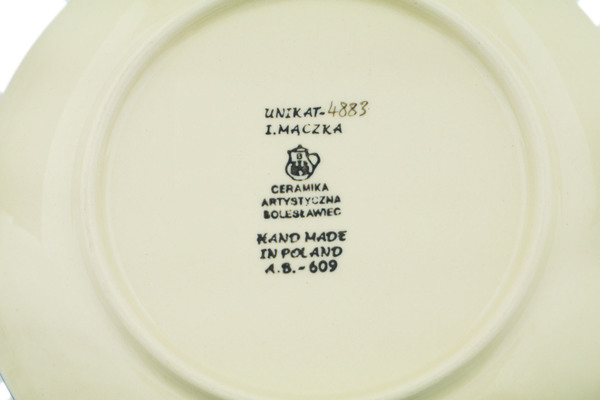 UNIKAT-4883
I.MĄCZKA
B
CERAMIKA
ARTYSTYCZNA
BOLESŁAWIEC
HAND MADE
IN POLAND
A.B.-609